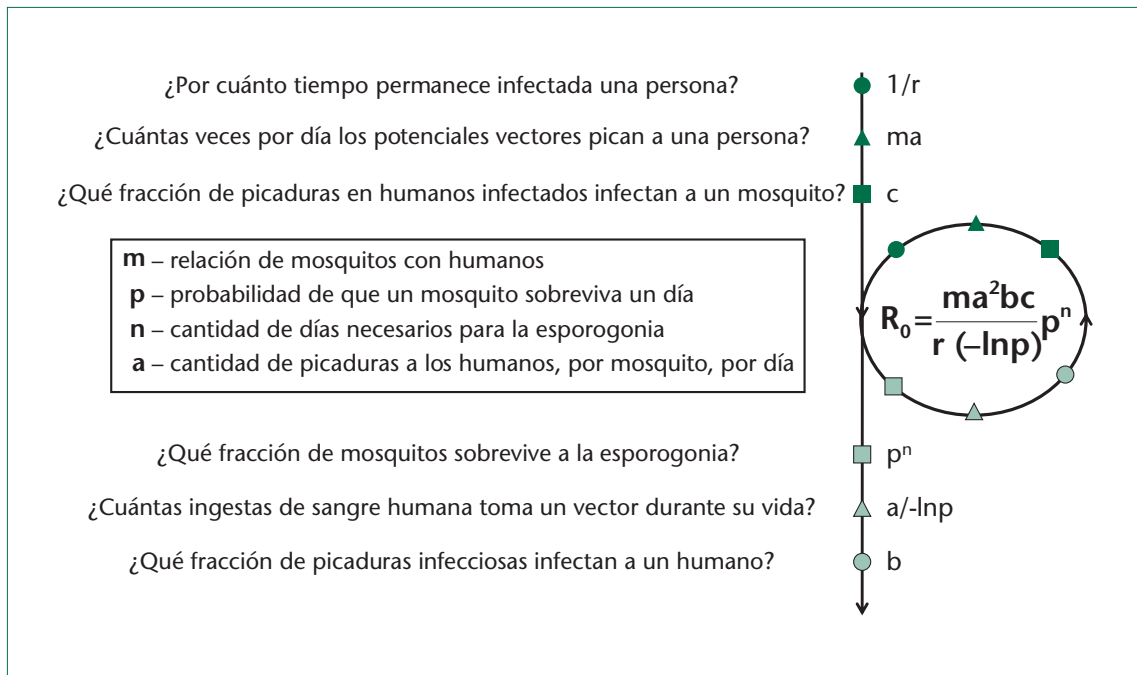 ¿Por cuánto tiempo permanece infectada una persona? 1/r
¿Cuántas veces por día los potenciales vectores pican a una persona? ma
¿Qué fracción de picaduras en humanos infectados infectan a un mosquito? c
m – relación de mosquitos con humanos
p – probabilidad de que un mosquito sobreviva un día
n – cantidad de días necesarios para la esporogonia
a – cantidad de picaduras a los humanos, por mosquito, por día
R₀ = ma²bc / r (–lnp) pⁿ
¿Qué fracción de mosquitos sobrevive a la esporogonia? pⁿ
¿Cuántas ingestas de sangre humana toma un vector durante su vida? a/-lnp
¿Qué fracción de picaduras infecciosas infectan a un humano? b